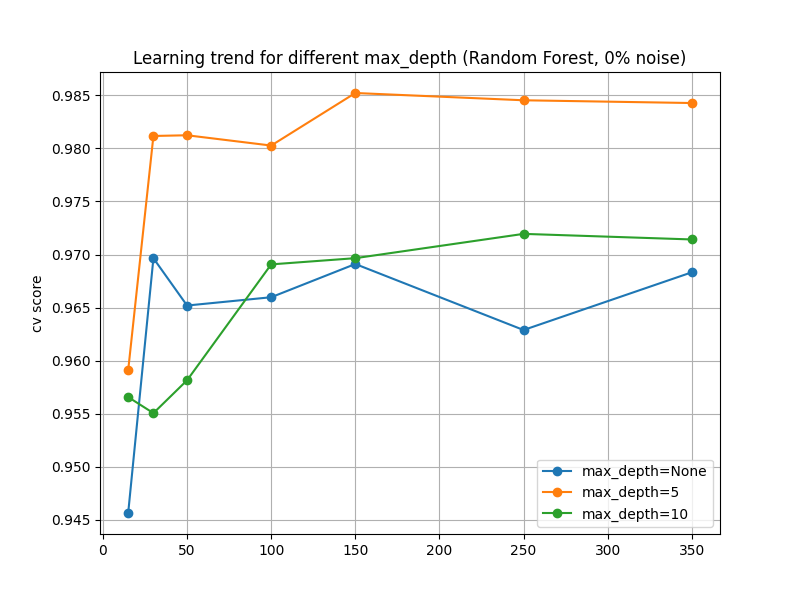 Learning trend for different max_depth (Random Forest, 0% noise)
0.985
0.980
0.975
0.970
0.965
0.960
0.955
0.950
0.945
cv score
max_depth=None
max_depth=5
max_depth=10
0 50 100 150 200 250 300 350